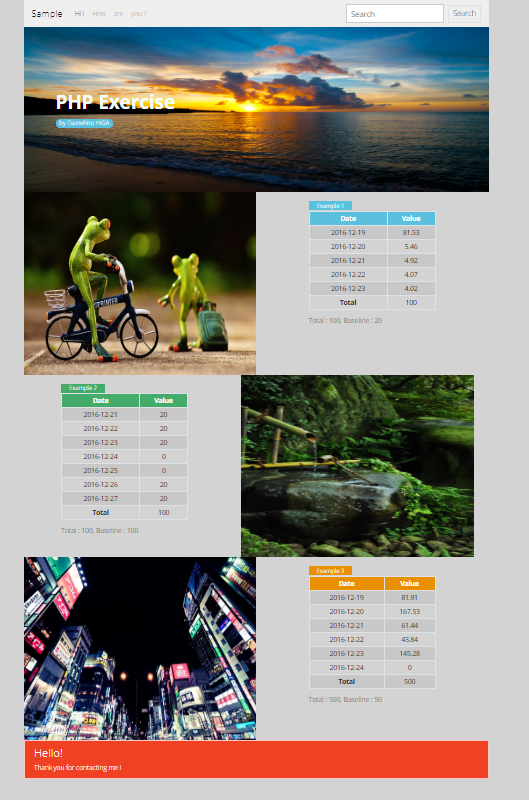 Sample Hi ! How are you ? Search Search
PHP Exercise
by Tsunehito HIGA
SPRINTER
Example 1
Date Value
2016-12-19 81.53
2016-12-20 5.46
2016-12-21 4.92
2016-12-22 4.07
2016-12-23 4.02
Total 100
Total : 100, Baseline : 20
Example 2
Date Value
2016-12-21 20
2016-12-22 20
2016-12-23 20
2016-12-24 0
2016-12-25 0
2016-12-26 20
2016-12-27 20
Total 100
Total : 100, Baseline : 100
Example 3
Date Value
2016-12-19 81.91
2016-12-20 167.53
2016-12-21 61.44
2016-12-22 43.84
2016-12-23 145.28
2016-12-24 0
Total 500
Total : 500, Baseline : 50
Hello!
Thank you for contacting me !